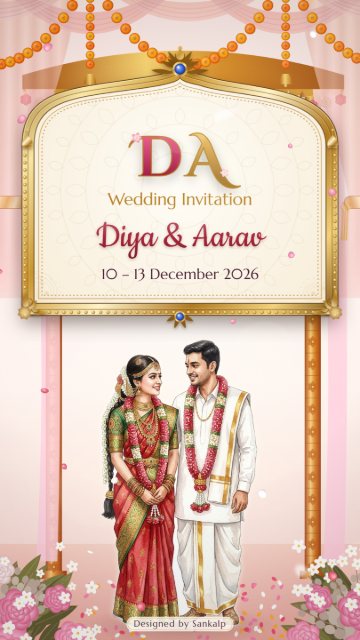 DA
Wedding Invitation
Diya & Aarav
10 – 13 December 2026
Designed by Sankalp